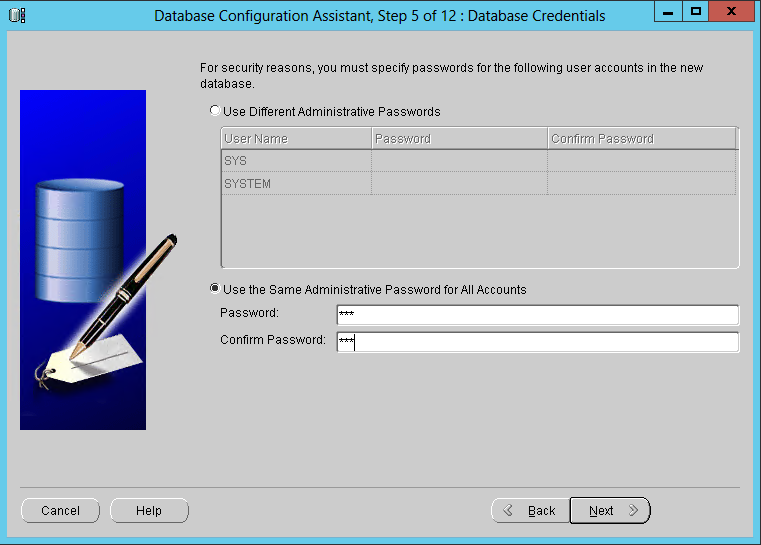 Database Configuration Assistant, Step 5 of 12 : Database Credentials
For security reasons, you must specify passwords for the following user accounts in the new
database.
Use Different Administrative Passwords
User Name Password Confirm Password
SYS
SYSTEM
Use the Same Administrative Password for All Accounts
Password: ***
Confirm Password: ***
Cancel Help Back Next